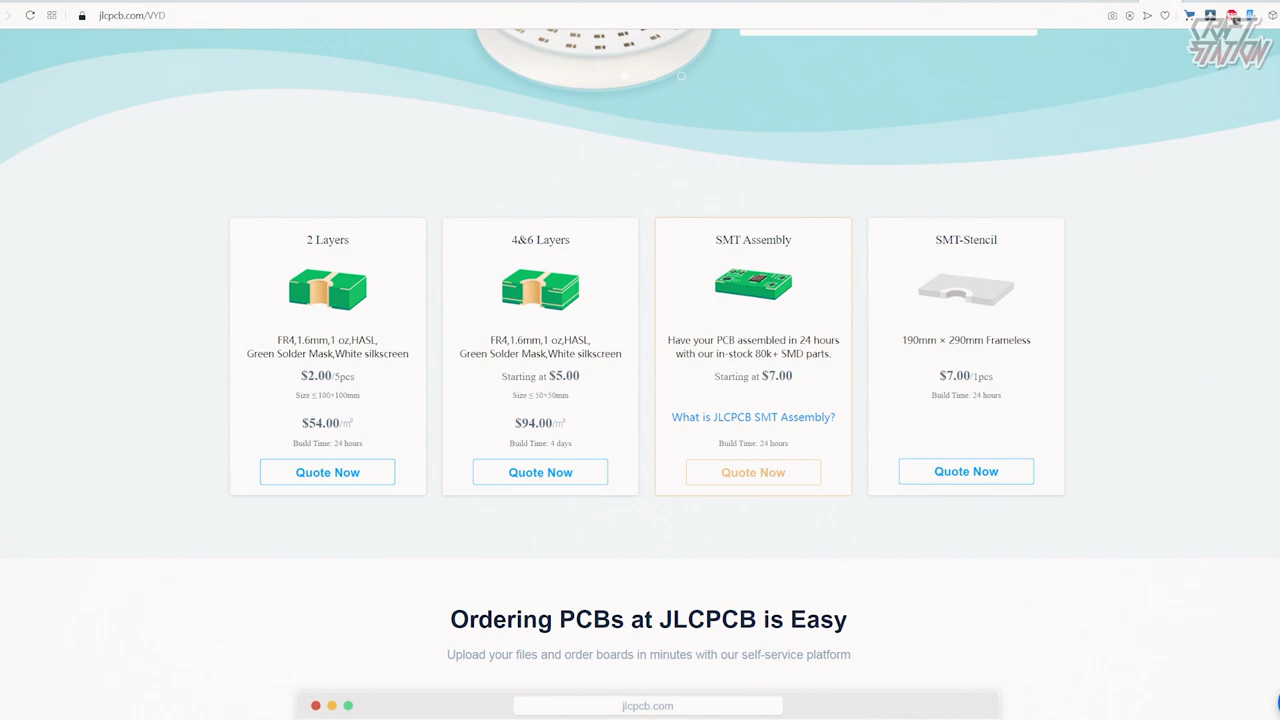 jlcpcb.com/VYD
CRAFT
STATION
2 Layers
FR4,1.6mm,1 oz,HASL,
Green Solder Mask,White silkscreen
$2.00/5pcs
Size ≤ 100×100mm
$54.00/m²
Build Time: 24 hours
Quote Now
4&6 Layers
FR4,1.6mm,1 oz,HASL,
Green Solder Mask,White silkscreen
Starting at $5.00
Size ≤ 50×50mm
$94.00/m²
Build Time: 4 days
Quote Now
SMT Assembly
Have your PCB assembled in 24 hours
with our in-stock 80k+ SMD parts.
Starting at $7.00
What is JLCPCB SMT Assembly?
Build Time: 24 hours
Quote Now
SMT-Stencil
190mm × 290mm Frameless
$7.00/1pcs
Build Time: 24 hours
Quote Now
Ordering PCBs at JLCPCB is Easy
Upload your files and order boards in minutes with our self-service platform
jlcpcb.com